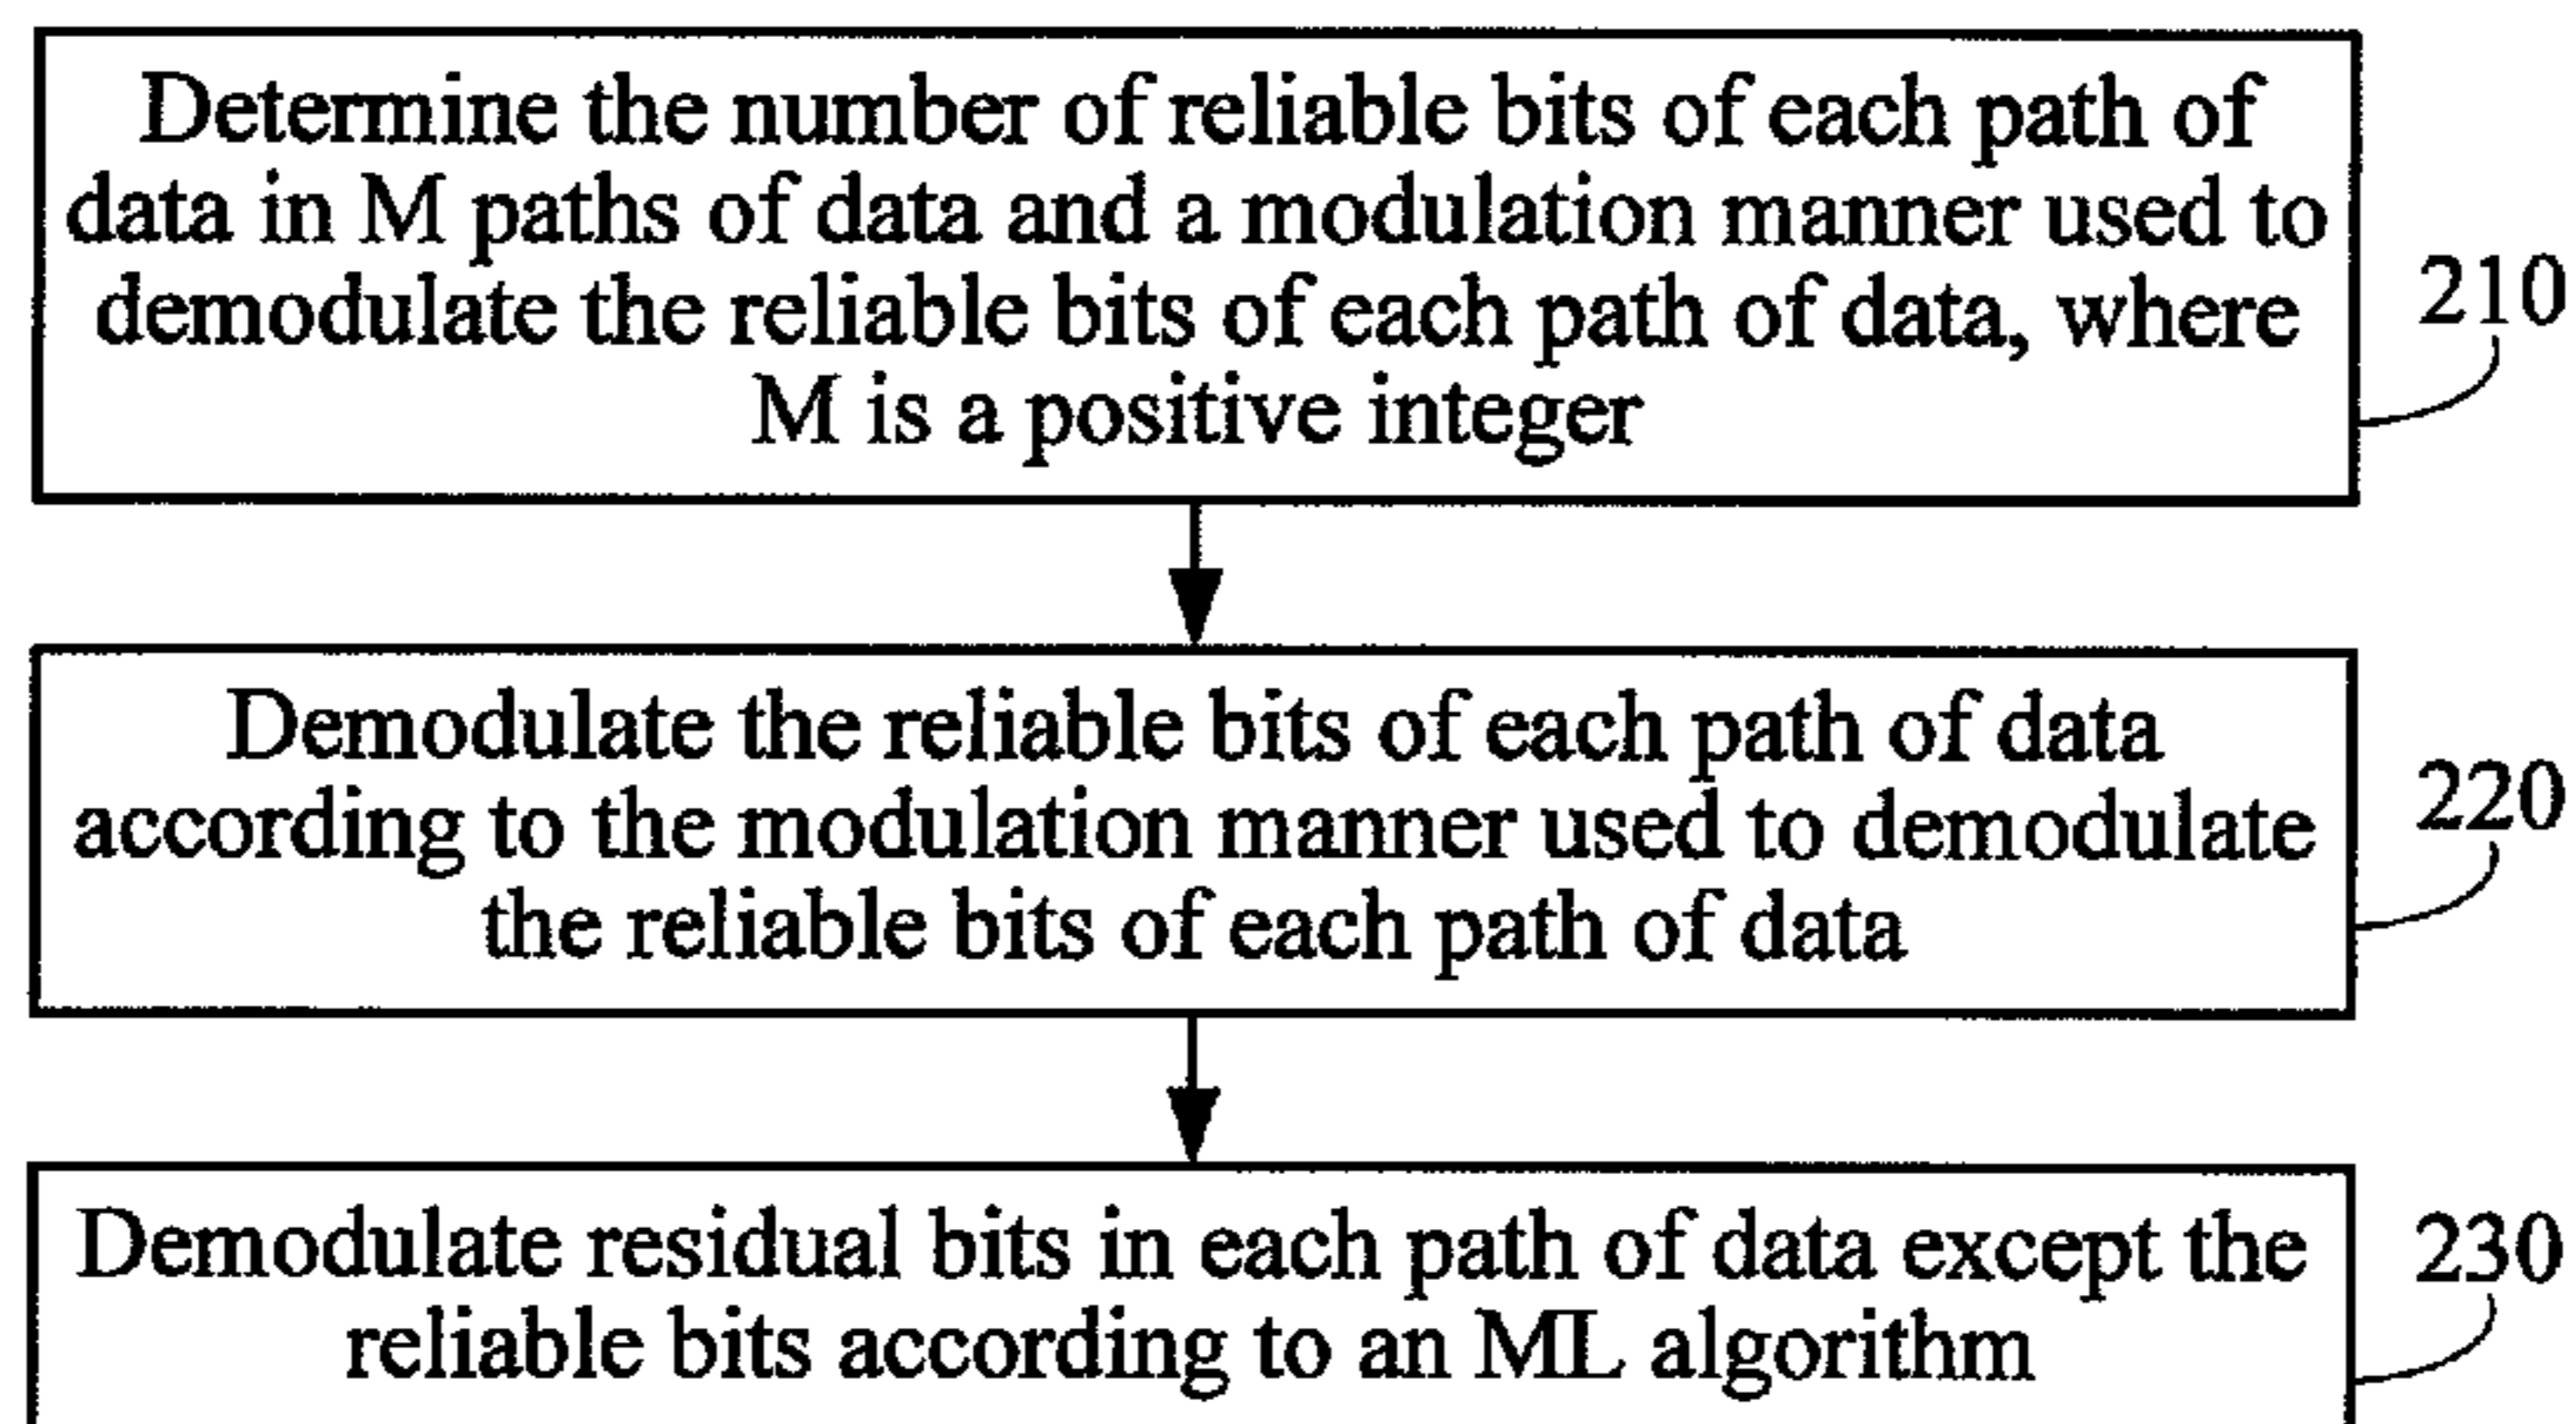 Determine the number of reliable bits of each path of
data in M paths of data and a modulation manner used to
demodulate the reliable bits of each path of data, where
M is a positive integer
210
Demodulate the reliable bits of each path of data
according to the modulation manner used to demodulate
the reliable bits of each path of data
220
Demodulate residual bits in each path of data except the
reliable bits according to an ML algorithm
230